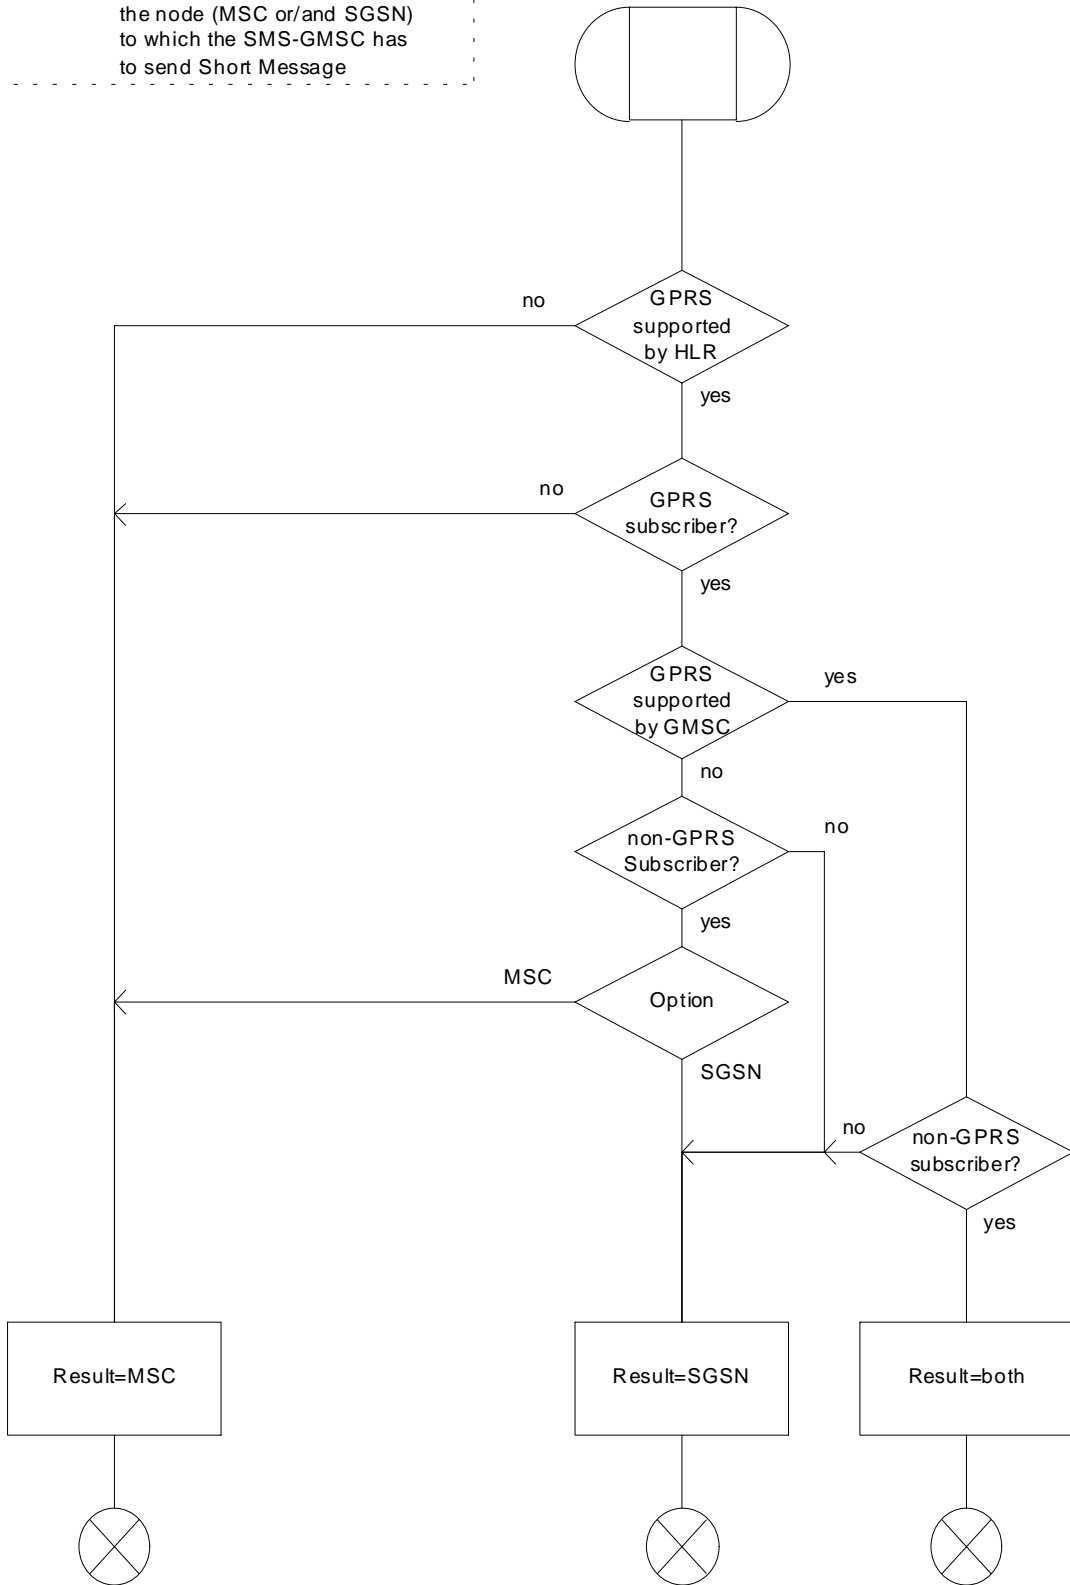 the node (MSC or/and SGSN)
to which the SMS-GMSC has
to send Short Message
no
GPRS
supported
by HLR
yes
no
GPRS
subscriber?
yes
GPRS
supported
by GMSC
yes
no
non-GPRS
Subscriber?
no
yes
MSC
Option
SGSN
no
non-GPRS
subscriber?
yes
Result=MSC
Result=SGSN
Result=both